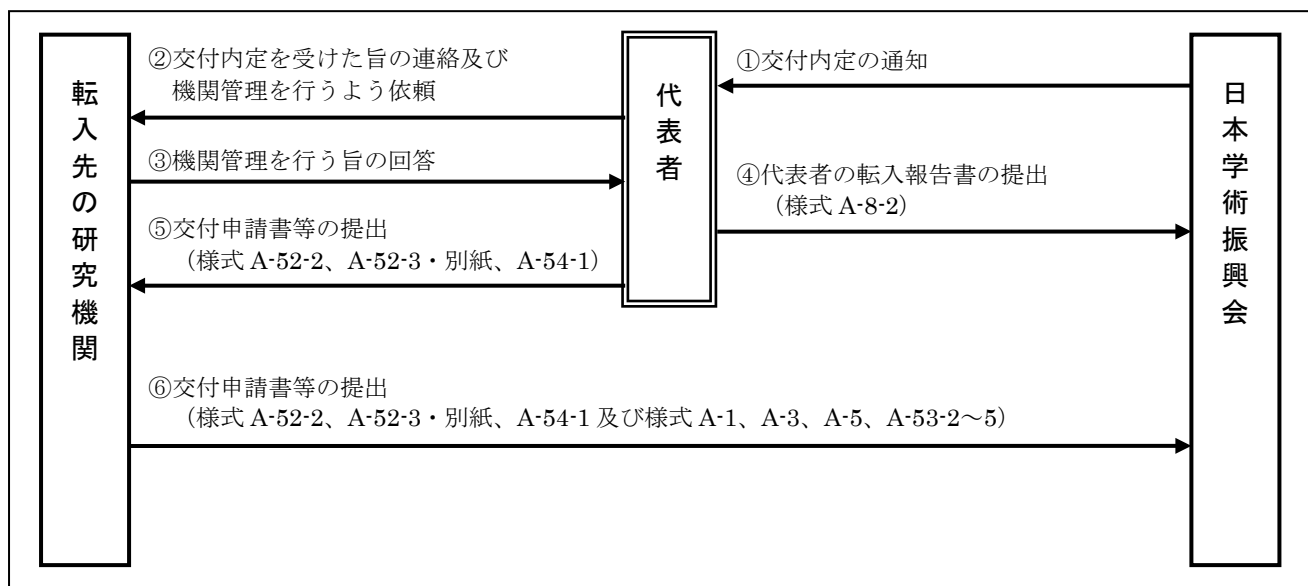 転入先の研究機関
②交付内定を受けた旨の連絡及び
機関管理を行うよう依頼
③機関管理を行う旨の回答
⑤交付申請書等の提出
（様式 A-52-2、A-52-3・別紙、A-54-1）
代表者
①交付内定の通知
④代表者の転入報告書の提出
（様式 A-8-2）
日本学術振興会
⑥交付申請書等の提出
（様式 A-52-2、A-52-3・別紙、A-54-1 及び様式 A-1、A-3、A-5、A-53-2～5）